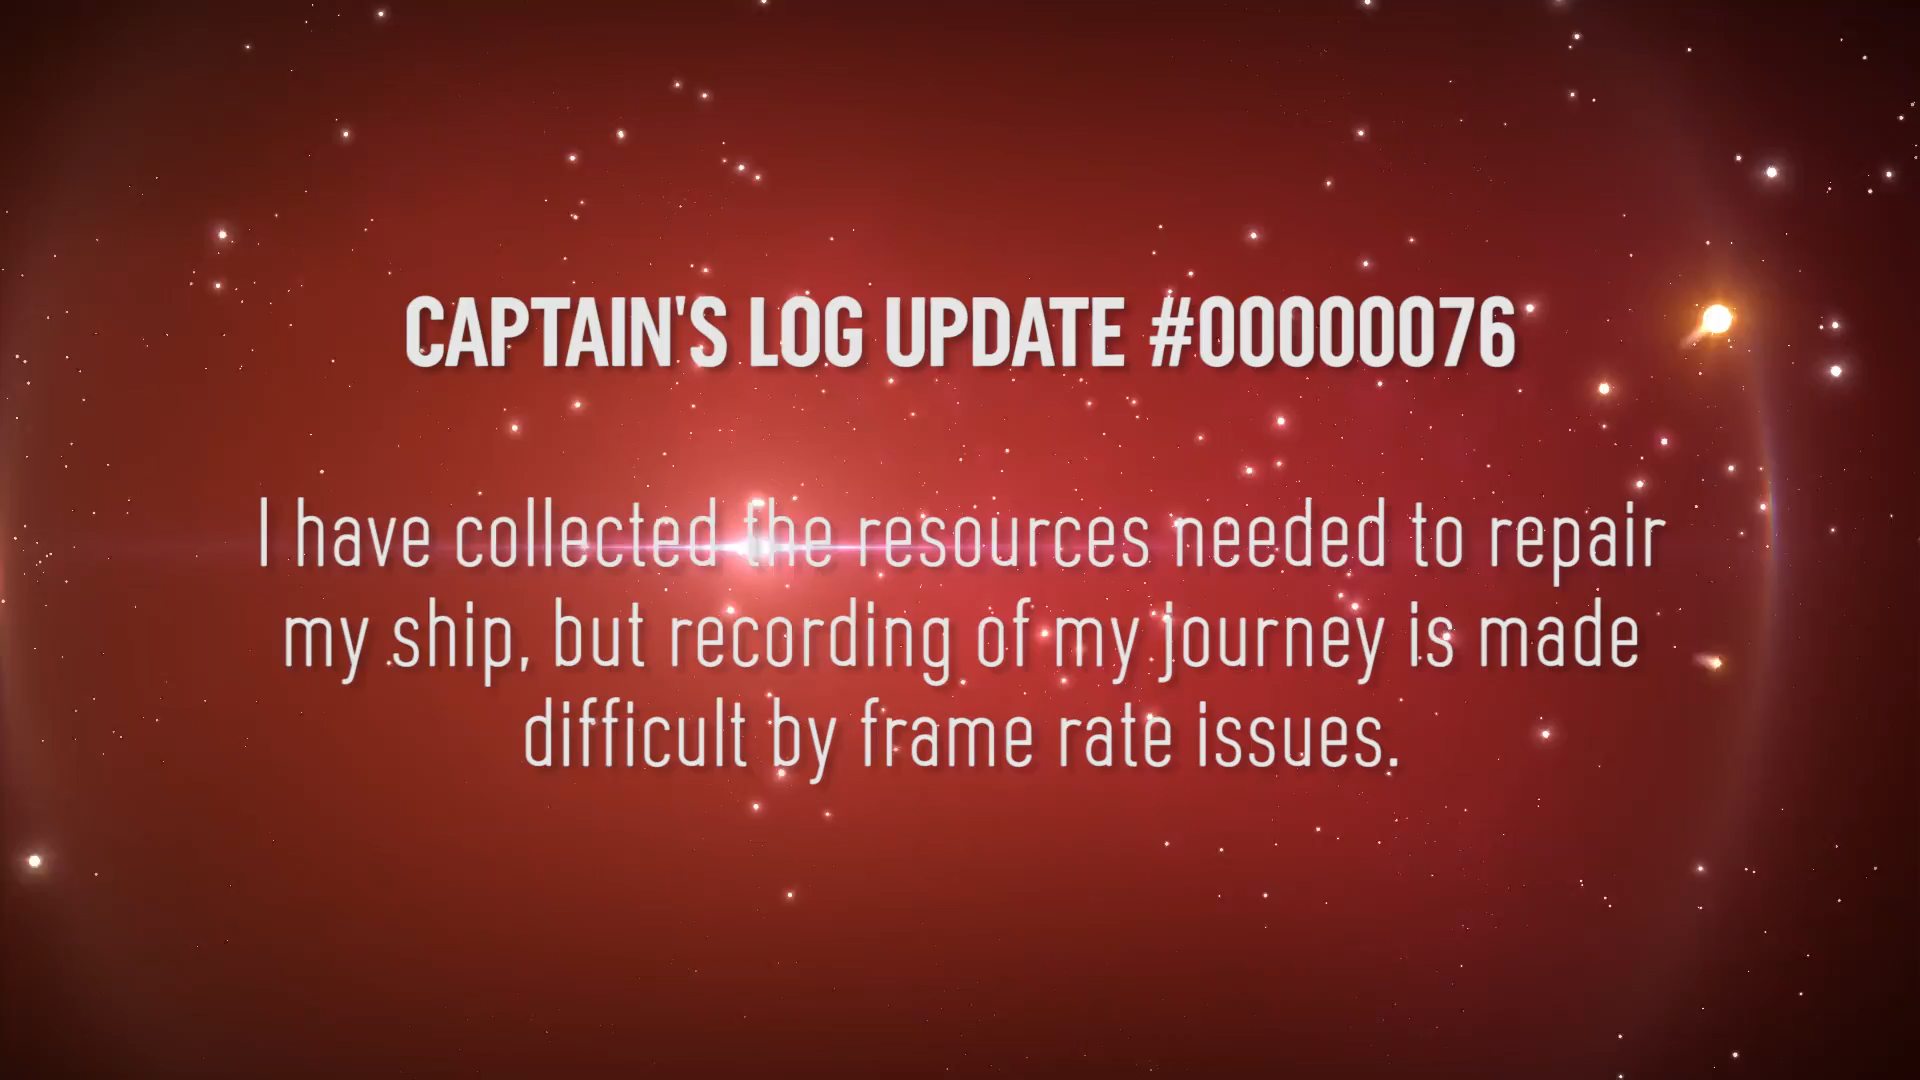 CAPTAIN'S LOG UPDATE #00000076
I have collected the resources needed to repair
my ship, but recording of my journey is made
difficult by frame rate issues.